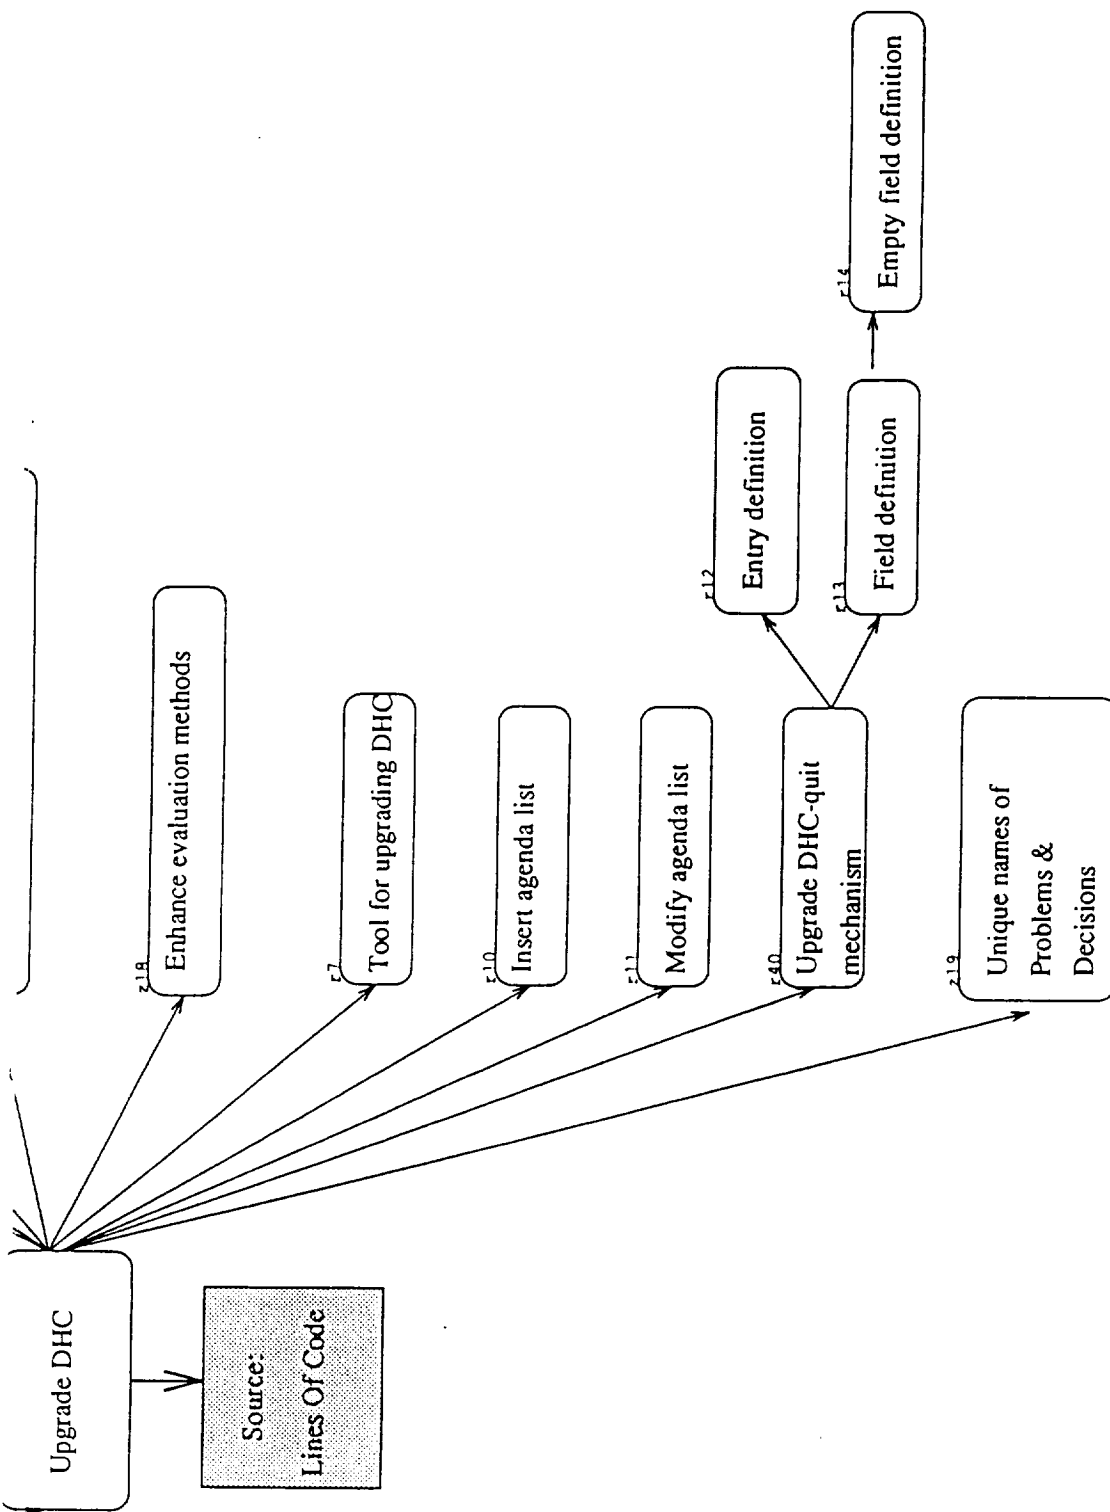 Upgrade DHC
Source:
Lines Of Code
z18
Enhance evaluation methods
r7
Tool for upgrading DHC
r10
Insert agenda list
r11
Modify agenda list
r40
Upgrade DHC-quit
mechanism
z19
Unique names of
Problems &
Decisions
r12
Entry definition
r13
Field definition
r14
Empty field definition